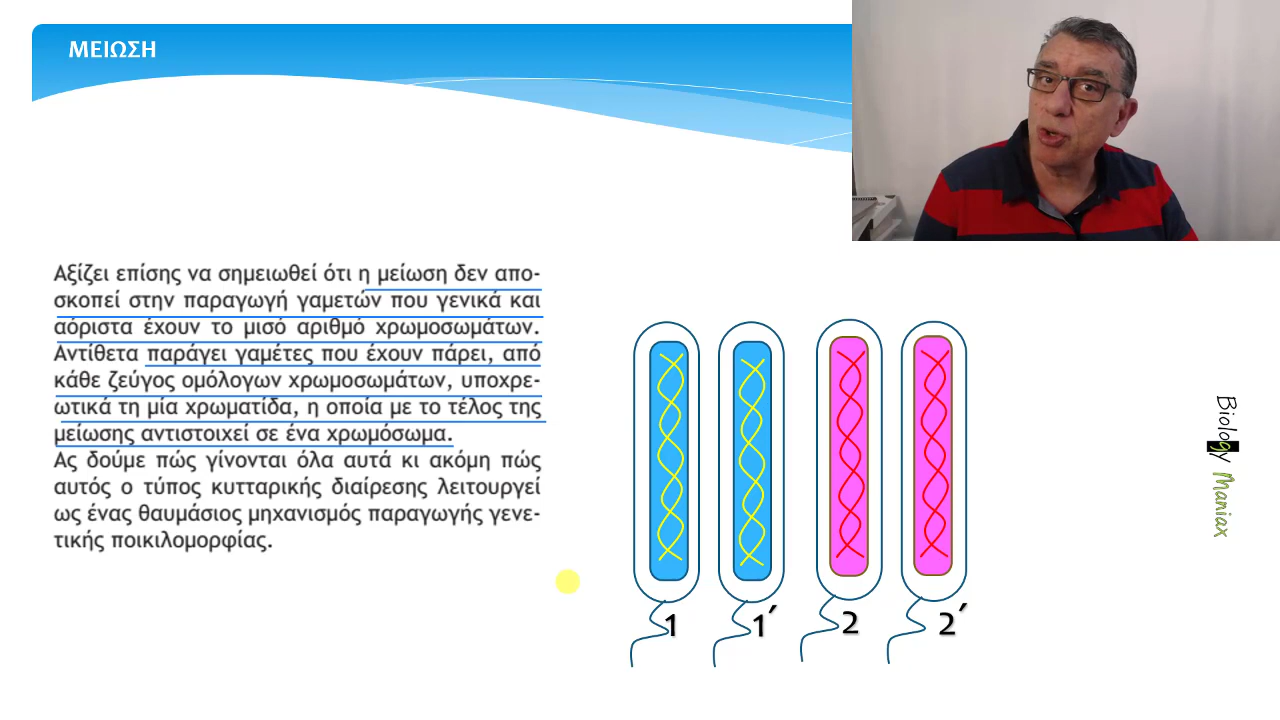 ΜΕΙΩΣΗ
Αξίζει επίσης να σημειωθεί ότι η μείωση δεν απο-
σκοπεί στην παραγωγή γαμετών που γενικά και
αόριστα έχουν το μισό αριθμό χρωμοσωμάτων.
Αντίθετα παράγει γαμέτες που έχουν πάρει, από
κάθε ζεύγος ομόλογων χρωμοσωμάτων, υποχρε-
ωτικά τη μία χρωματίδα, η οποία με το τέλος της
μείωσης αντιστοιχεί σε ένα χρωμόσωμα.
Ας δούμε πώς γίνονται όλα αυτά κι ακόμη πώς
αυτός ο τύπος κυτταρικής διαίρεσης λειτουργεί
ως ένας θαυμάσιος μηχανισμός παραγωγής γενε-
τικής ποικιλομορφίας.
1 1′ 2 2′
Biology Maniax